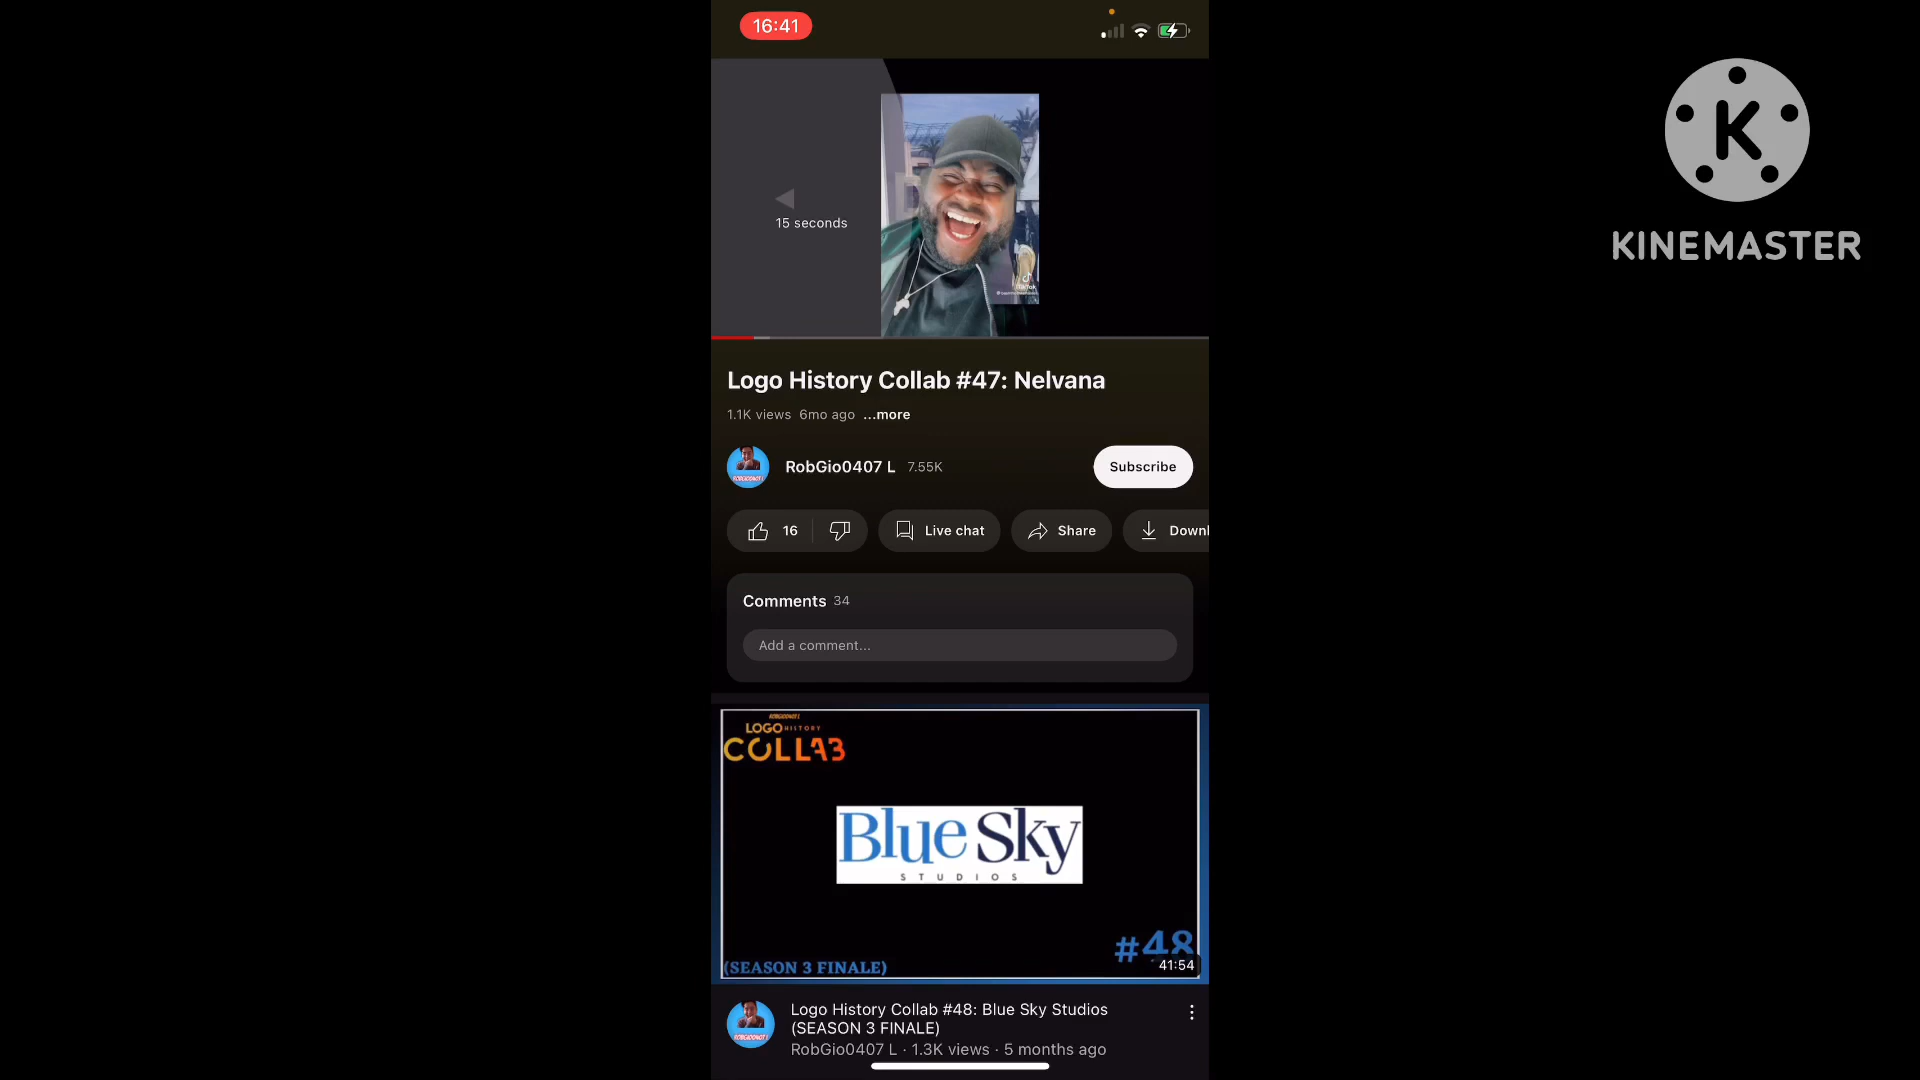 16:41
K
KINEMASTER
15 seconds
TikTok
Logo History Collab #47: Nelvana
1.1K views 6mo ago ...more
RobGio0407 L 7.55K
Subscribe
16
Live chat
Share
Downl
Comments 34
Add a comment...
ROBGIO0407 L
LOGO HISTORY
COLLAB
Blue Sky
STUDIOS
#48
(SEASON 3 FINALE)
41:54
Logo History Collab #48: Blue Sky Studios
(SEASON 3 FINALE)
RobGio0407 L · 1.3K views · 5 months ago